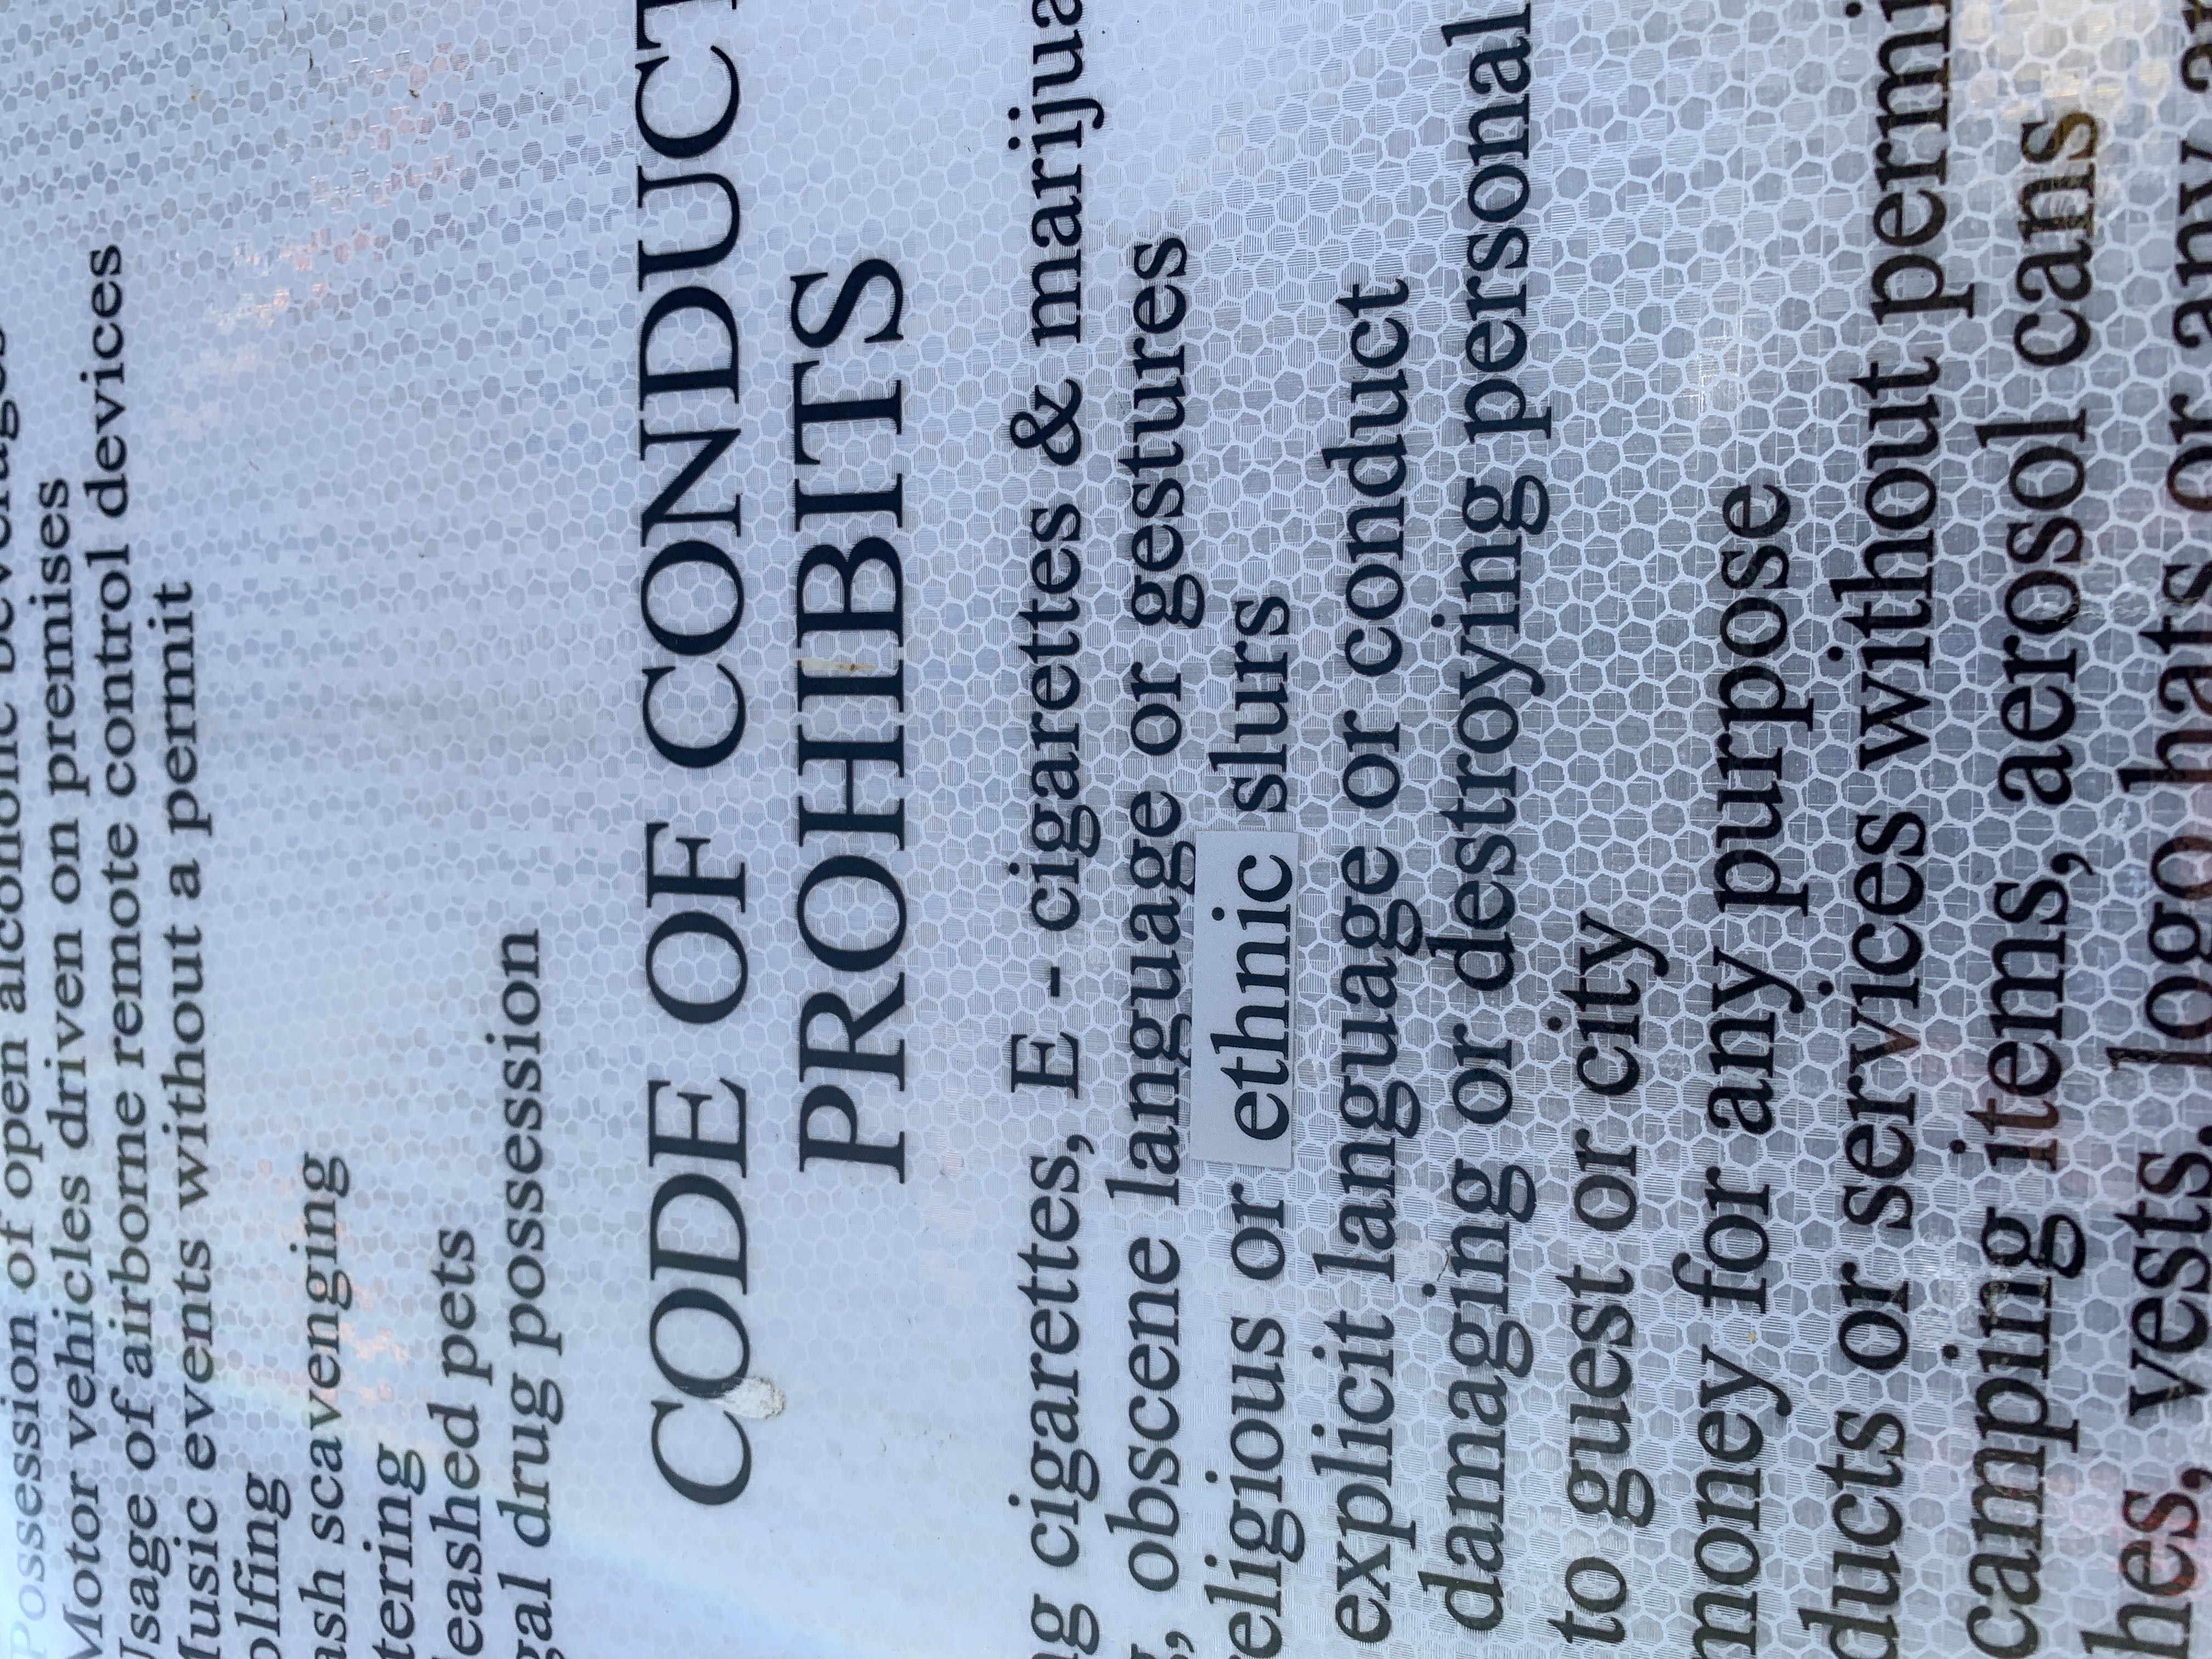 Possession of open alcoholic beverages
Motor vehicles driven on premises
Usage of airborne remote control devices
Music events without a permit
olfing
ash scavenging
tering
leashed pets
gal drug possession
CODE OF CONDUCT
PROHIBITS
ng cigarettes, E - cigarettes & marijua
, obscene language or gestures
religious or ethnic slurs
explicit language or conduct
damaging or destroying personal
to guest or city
money for any purpose
ducts or services without permi
camping items, aerosol cans
hes, vests, logo hats or any ar